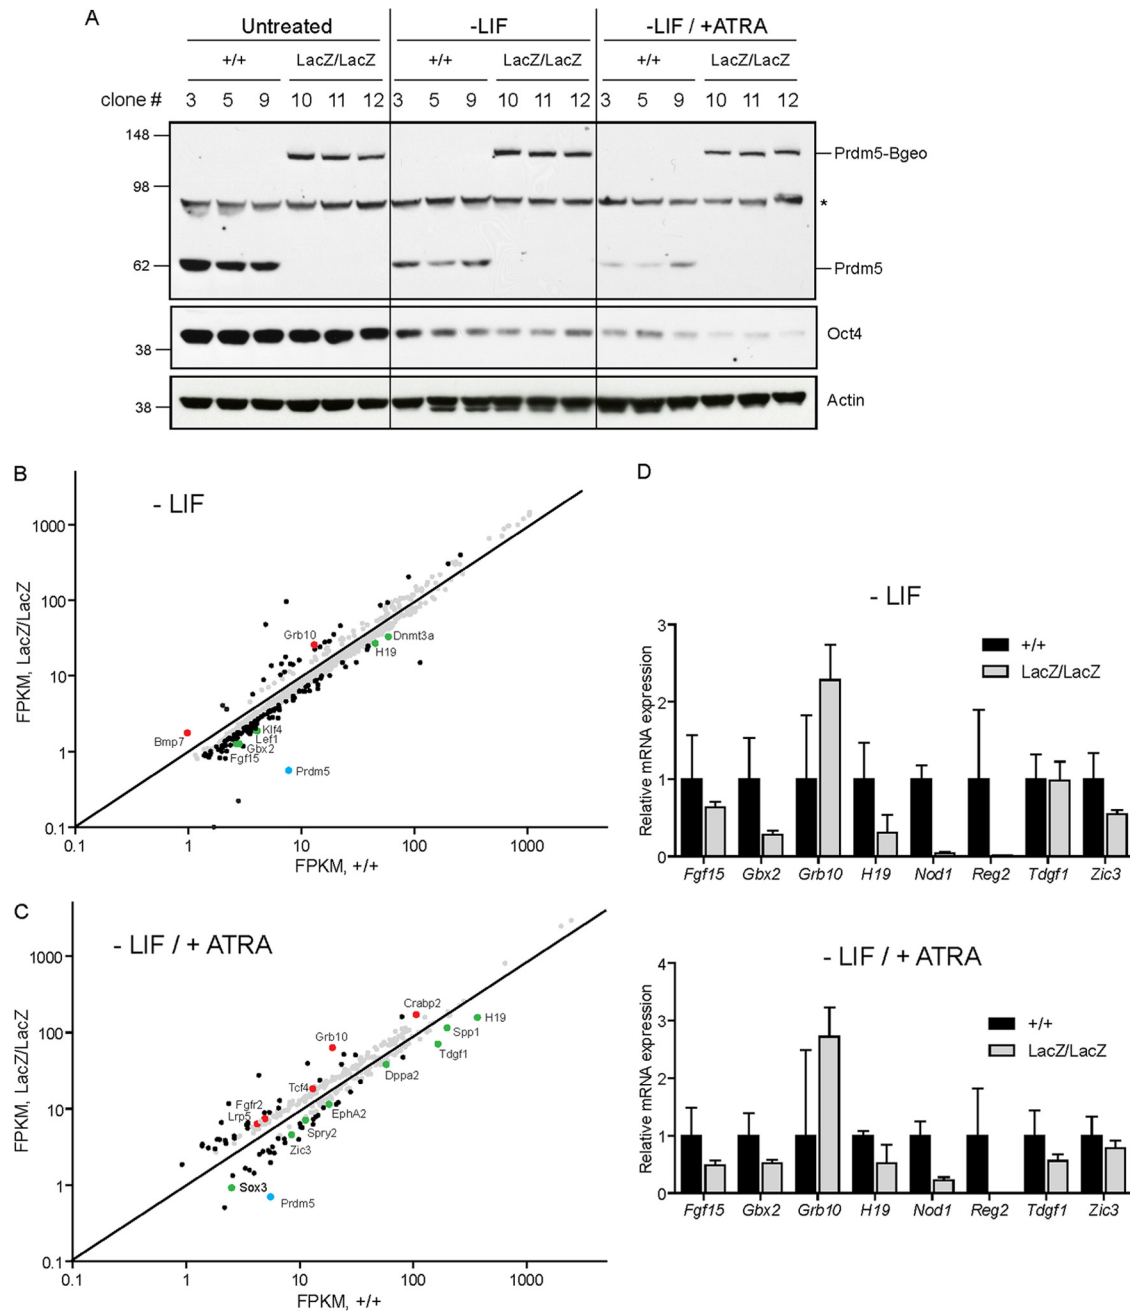 A
Untreated
-LIF
-LIF / +ATRA
+/+
LacZ/LacZ
+/+
LacZ/LacZ
+/+
LacZ/LacZ
clone #
3
5
9
10
11
12
3
5
9
10
11
12
3
5
9
10
11
12
148
98
62
Prdm5-Bgeo
*
Prdm5
38
Oct4
38
Actin
B
- LIF
FPKM, LacZ/LacZ
1000
100
10
1
0.1
Grb10
Dnmt3a
H19
Bmp7
Klf4
Lef1
Gbx2
Fgf15
Prdm5
0.1
1
10
100
1000
FPKM, +/+
C
- LIF / + ATRA
FPKM, LacZ/LacZ
1000
100
10
1
0.1
Crabp2
H19
Grb10
Spp1
Tdgf1
Dppa2
Tcf4
Fgfr2
EphA2
Lrp5
Spry2
Zic3
Sox3
Prdm5
0.1
1
10
100
1000
FPKM, +/+
D
- LIF
Relative mRNA expression
3
2
1
0
+/+
LacZ/LacZ
Fgf15
Gbx2
Grb10
H19
Nod1
Reg2
Tdgf1
Zic3
- LIF / + ATRA
Relative mRNA expression
4
3
2
1
0
+/+
LacZ/LacZ
Fgf15
Gbx2
Grb10
H19
Nod1
Reg2
Tdgf1
Zic3